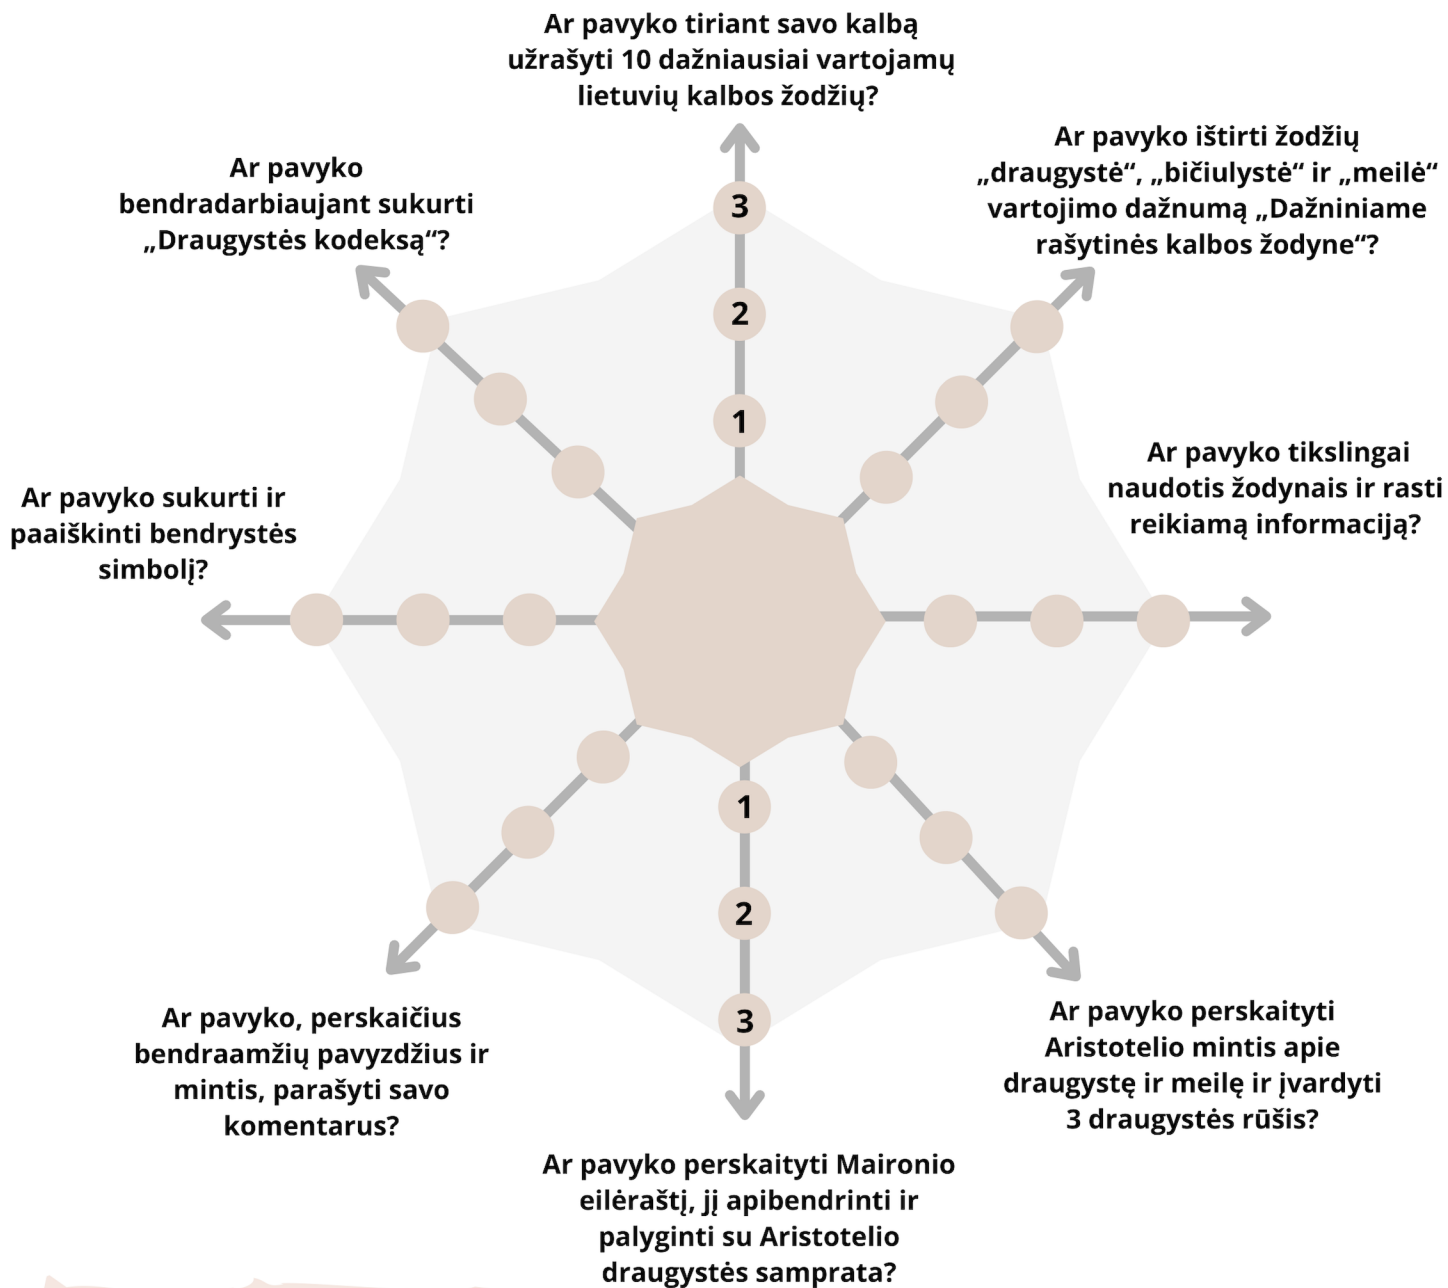 Ar pavyko tiriant savo kalbą
užrašyti 10 dažniausiai vartojamų
lietuvių kalbos žodžių?
Ar pavyko ištirti žodžių
„draugystė“, „bičiulystė“ ir „meilė“
vartojimo dažnumą „Dažniniame
rašytinės kalbos žodyne“?
Ar pavyko tikslingai
naudotis žodynais ir rasti
reikiamą informaciją?
Ar pavyko perskaityti
Aristotelio mintis apie
draugystę ir meilę ir įvardyti
3 draugystės rūšis?
Ar pavyko perskaityti Maironio
eilėraštį, jį apibendrinti ir
palyginti su Aristotelio
draugystės samprata?
Ar pavyko, perskaičius
bendraamžių pavyzdžius ir
mintis, parašyti savo
komentarus?
Ar pavyko sukurti ir
paaiškinti bendrystės
simbolį?
Ar pavyko
bendradarbiaujant sukurti
„Draugystės kodeksą“?
3
2
1
1
2
3